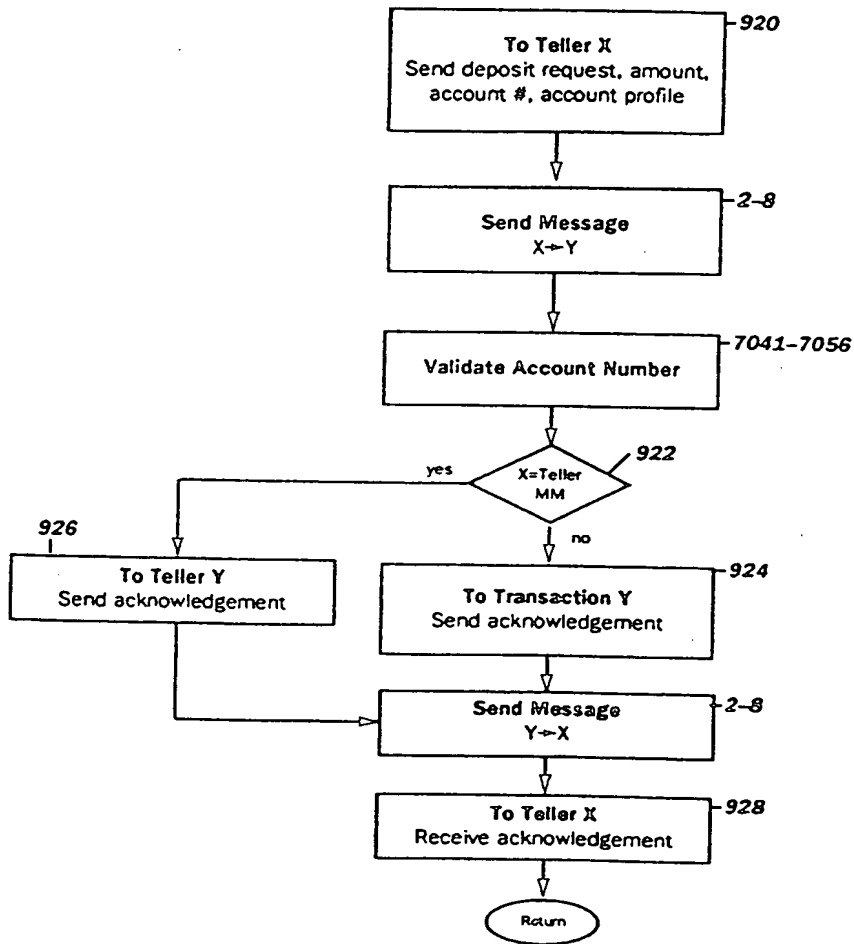 920
To Teller X
Send deposit request, amount,
account #, account profile
2-8
Send Message
X→Y
7041-7056
Validate Account Number
922
yes
X=Teller
MM
no
926
To Teller Y
Send acknowledgement
924
To Transaction Y
Send acknowledgement
2-8
Send Message
Y→X
928
To Teller X
Receive acknowledgement
Return